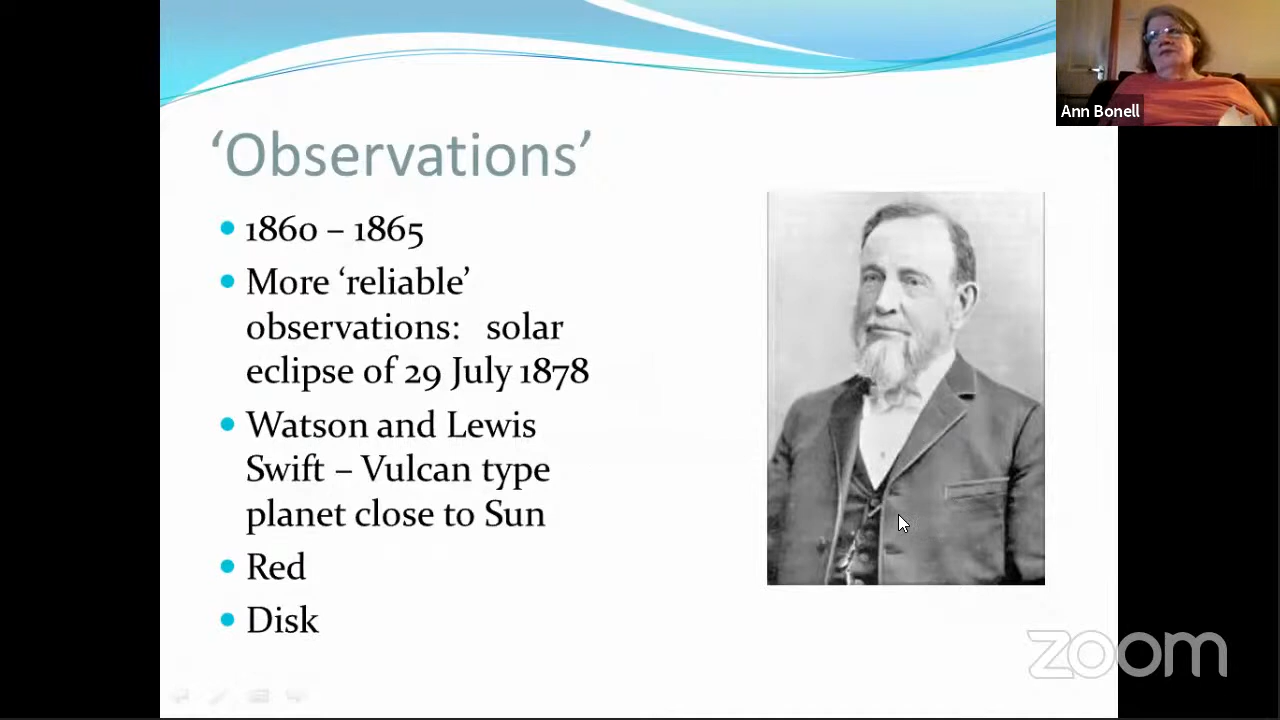 Ann Bonell
‘Observations’
1860 – 1865
More ‘reliable’
observations:   solar
eclipse of 29 July 1878
Watson and Lewis
Swift – Vulcan type
planet close to Sun
Red
Disk
zoom